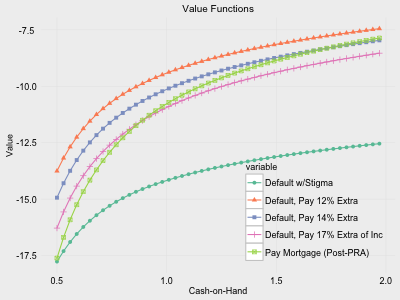 Value Functions
-7.5
-10.0
-12.5
-15.0
-17.5
Value
variable
Default w/Stigma
Default, Pay 12% Extra
Default, Pay 14% Extra
Default, Pay 17% Extra of Inc
Pay Mortgage (Post-PRA)
0.5
1.0
1.5
2.0
Cash-on-Hand